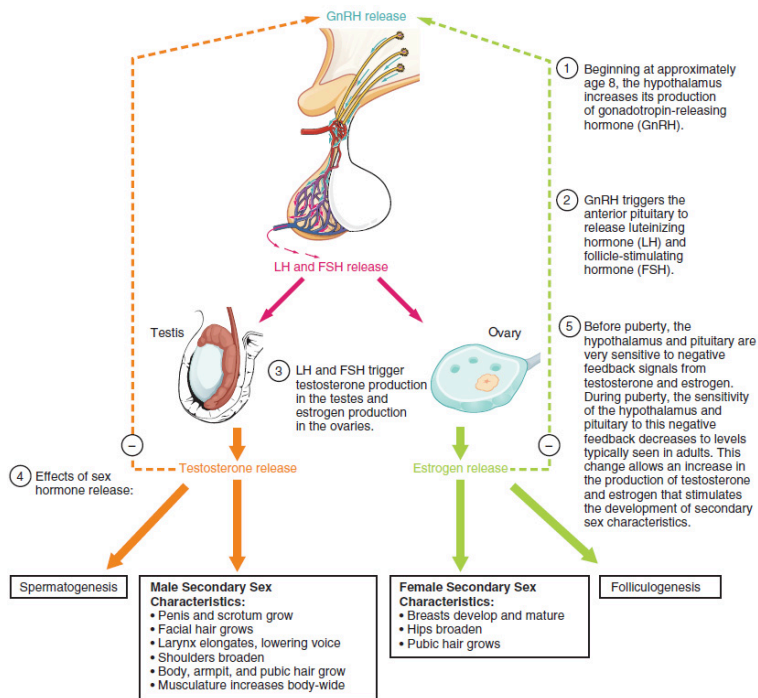 GnRH release
1 Beginning at approximately
age 8, the hypothalamus
increases its production
of gonadotropin-releasing
hormone (GnRH).
2 GnRH triggers the
anterior pituitary to
release luteinizing
hormone (LH) and
follicle-stimulating
hormone (FSH).
LH and FSH release
Testis
Ovary
3 LH and FSH trigger
testosterone production
in the testes and
estrogen production
in the ovaries.
5 Before puberty, the
hypothalamus and pituitary are
very sensitive to negative
feedback signals from
testosterone and estrogen.
During puberty, the sensitivity
of the hypothalamus and
pituitary to this negative
feedback decreases to levels
typically seen in adults. This
change allows an increase in
the production of testosterone
and estrogen that stimulates
the development of secondary
sex characteristics.
–
–
Testosterone release
Estrogen release
4 Effects of sex
hormone release:
Spermatogenesis
Male Secondary Sex
Characteristics:
• Penis and scrotum grow
• Facial hair grows
• Larynx elongates, lowering voice
• Shoulders broaden
• Body, armpit, and pubic hair grow
• Musculature increases body-wide
Female Secondary Sex
Characteristics:
• Breasts develop and mature
• Hips broaden
• Pubic hair grows
Folliculogenesis